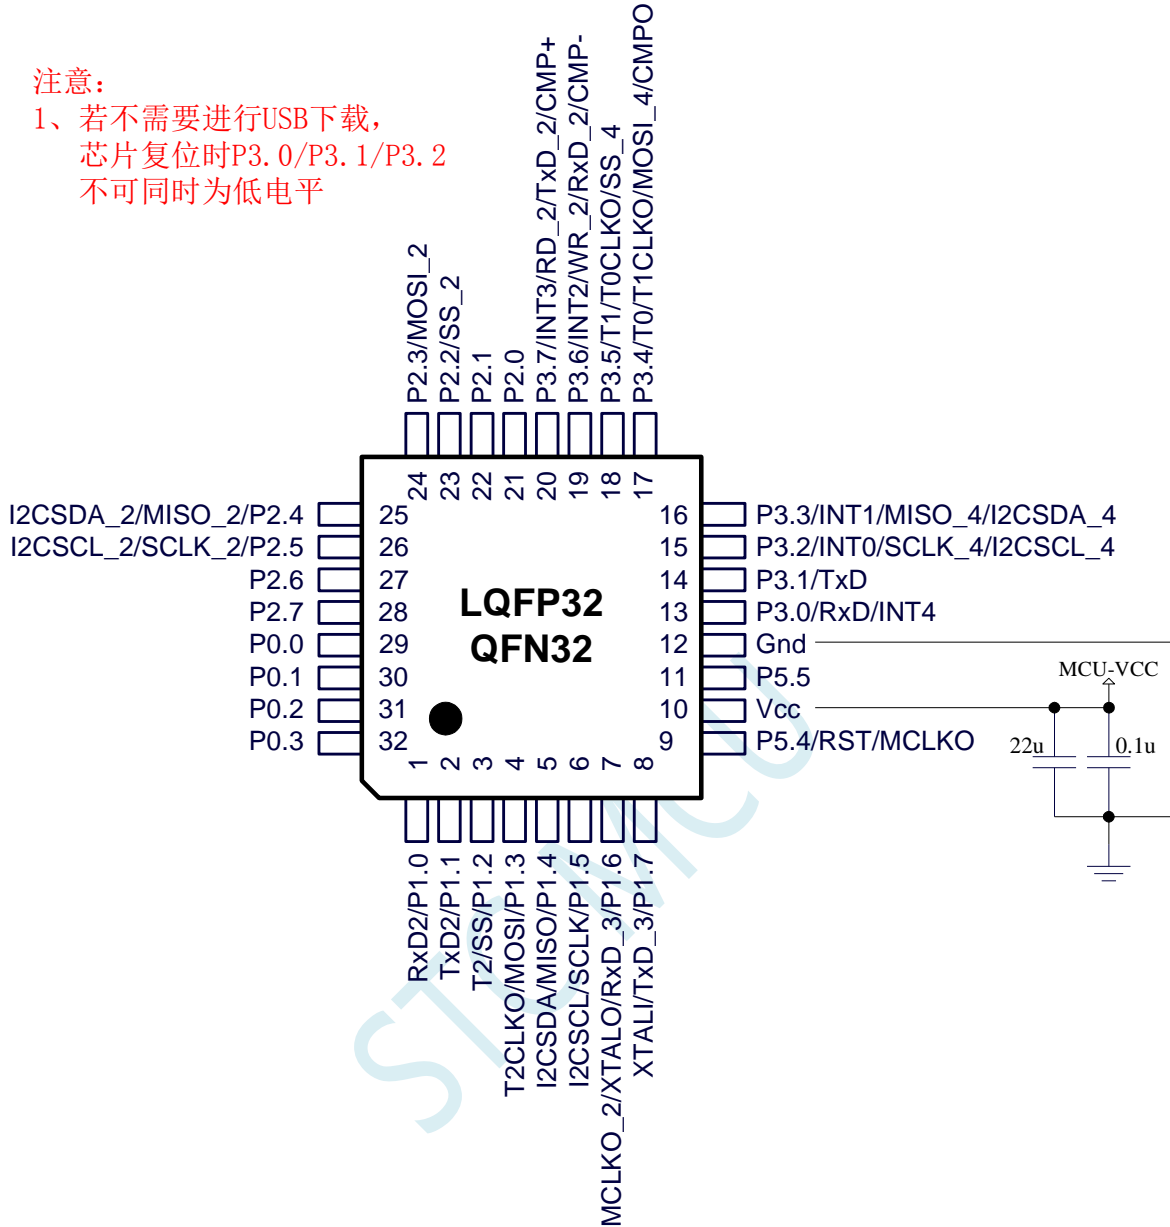 注意：
1、若不需要进行USB下载，
芯片复位时P3.0/P3.1/P3.2
不可同时为低电平
P2.3/MOSI_2
P2.2/SS_2
P2.1
P2.0
P3.7/INT3/RD_2/TxD_2/CMP+
P3.6/INT2/WR_2/RxD_2/CMP-
P3.5/T1/T0CLKO/SS_4
P3.4/T0/T1CLKO/MOSI_4/CMPO
24
23
22
21
20
19
18
17
I2CSDA_2/MISO_2/P2.4 25
I2CSCL_2/SCLK_2/P2.5 26
P2.6 27
P2.7 28
P0.0 29
P0.1 30
P0.2 31
P0.3 32
LQFP32
QFN32
16 P3.3/INT1/MISO_4/I2CSDA_4
15 P3.2/INT0/SCLK_4/I2CSCL_4
14 P3.1/TxD
13 P3.0/RxD/INT4
12 Gnd
11 P5.5
10 Vcc
9 P5.4/RST/MCLKO
MCU-VCC
22u
0.1u
1
2
3
4
5
6
7
8
RxD2/P1.0
TxD2/P1.1
T2/SS/P1.2
T2CLKO/MOSI/P1.3
I2CSDA/MISO/P1.4
I2CSCL/SCLK/P1.5
MCLKO_2/XTALO/RxD_3/P1.6
XTALI/TxD_3/P1.7
STC MCU